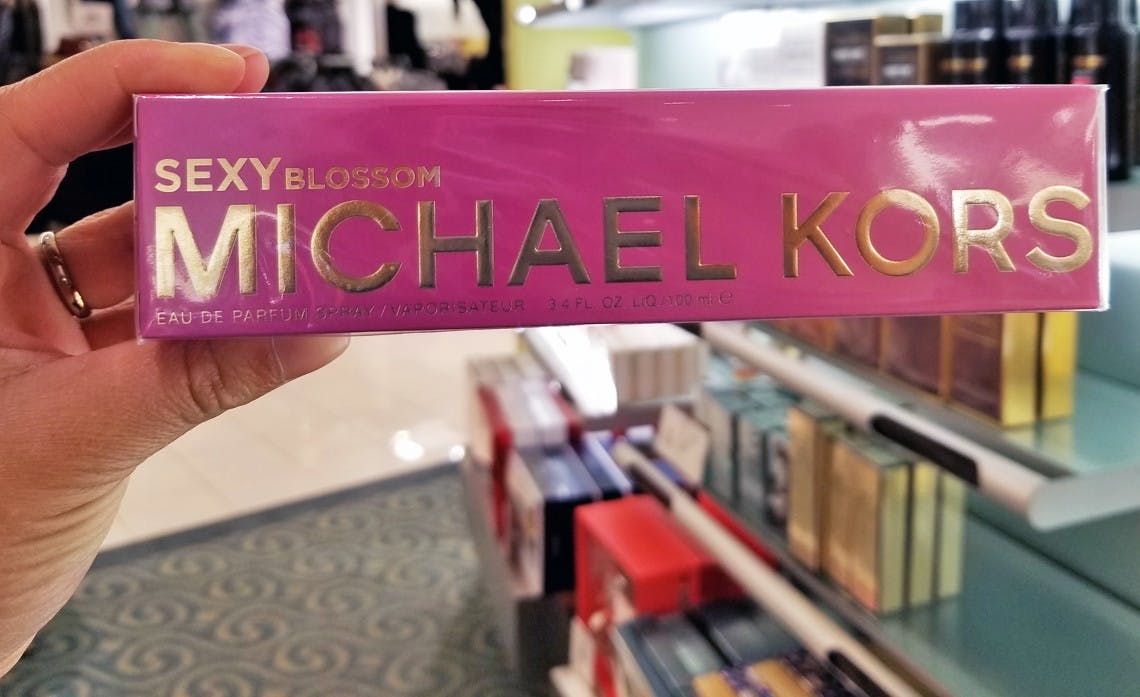 SEXY BLOSSOM
MICHAEL KORS
EAU DE PARFUM SPRAY / VAPORISATEUR 3.4 FL OZ LIQ / 100 ml ℮